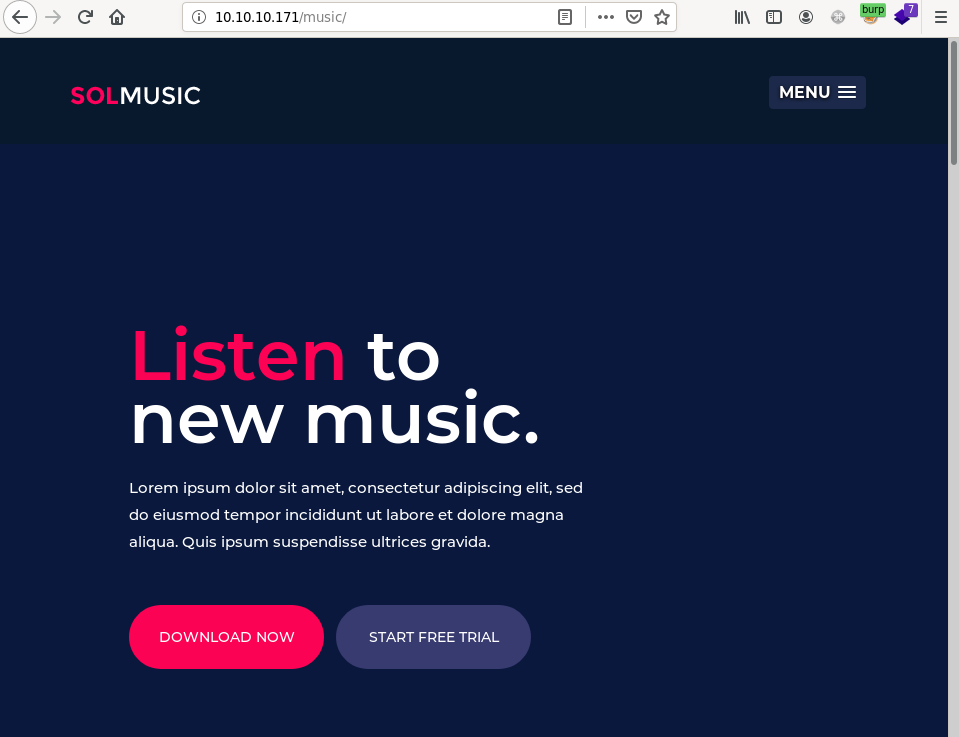 10.10.10.171/music/
burp
7
SOLMUSIC
MENU
Listen to
new music.
Lorem ipsum dolor sit amet, consectetur adipiscing elit, sed
do eiusmod tempor incididunt ut labore et dolore magna
aliqua. Quis ipsum suspendisse ultrices gravida.
DOWNLOAD NOW
START FREE TRIAL